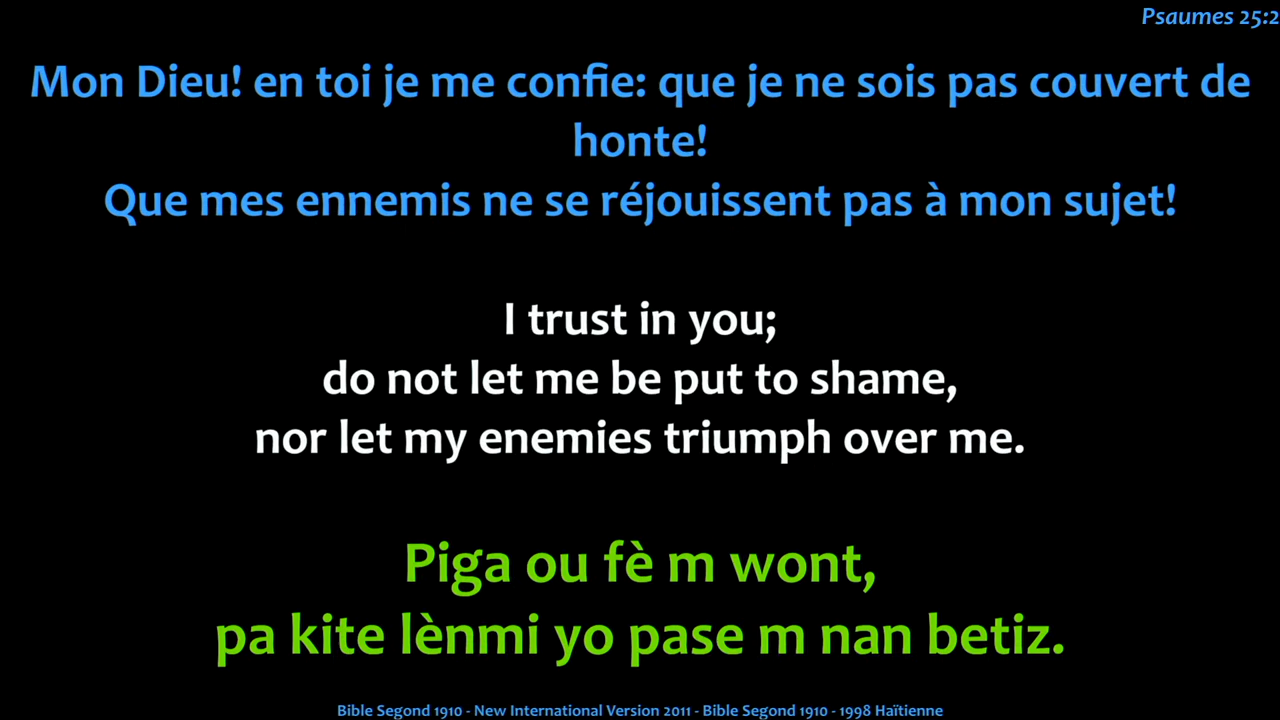 Psaumes 25:2
Mon Dieu! en toi je me confie: que je ne sois pas couvert de
honte!
Que mes ennemis ne se réjouissent pas à mon sujet!
I trust in you;
do not let me be put to shame,
nor let my enemies triumph over me.
Piga ou fè m wont,
pa kite lènmi yo pase m nan betiz.
Bible Segond 1910 - New International Version 2011 - Bible Segond 1910 - 1998 Haïtienne